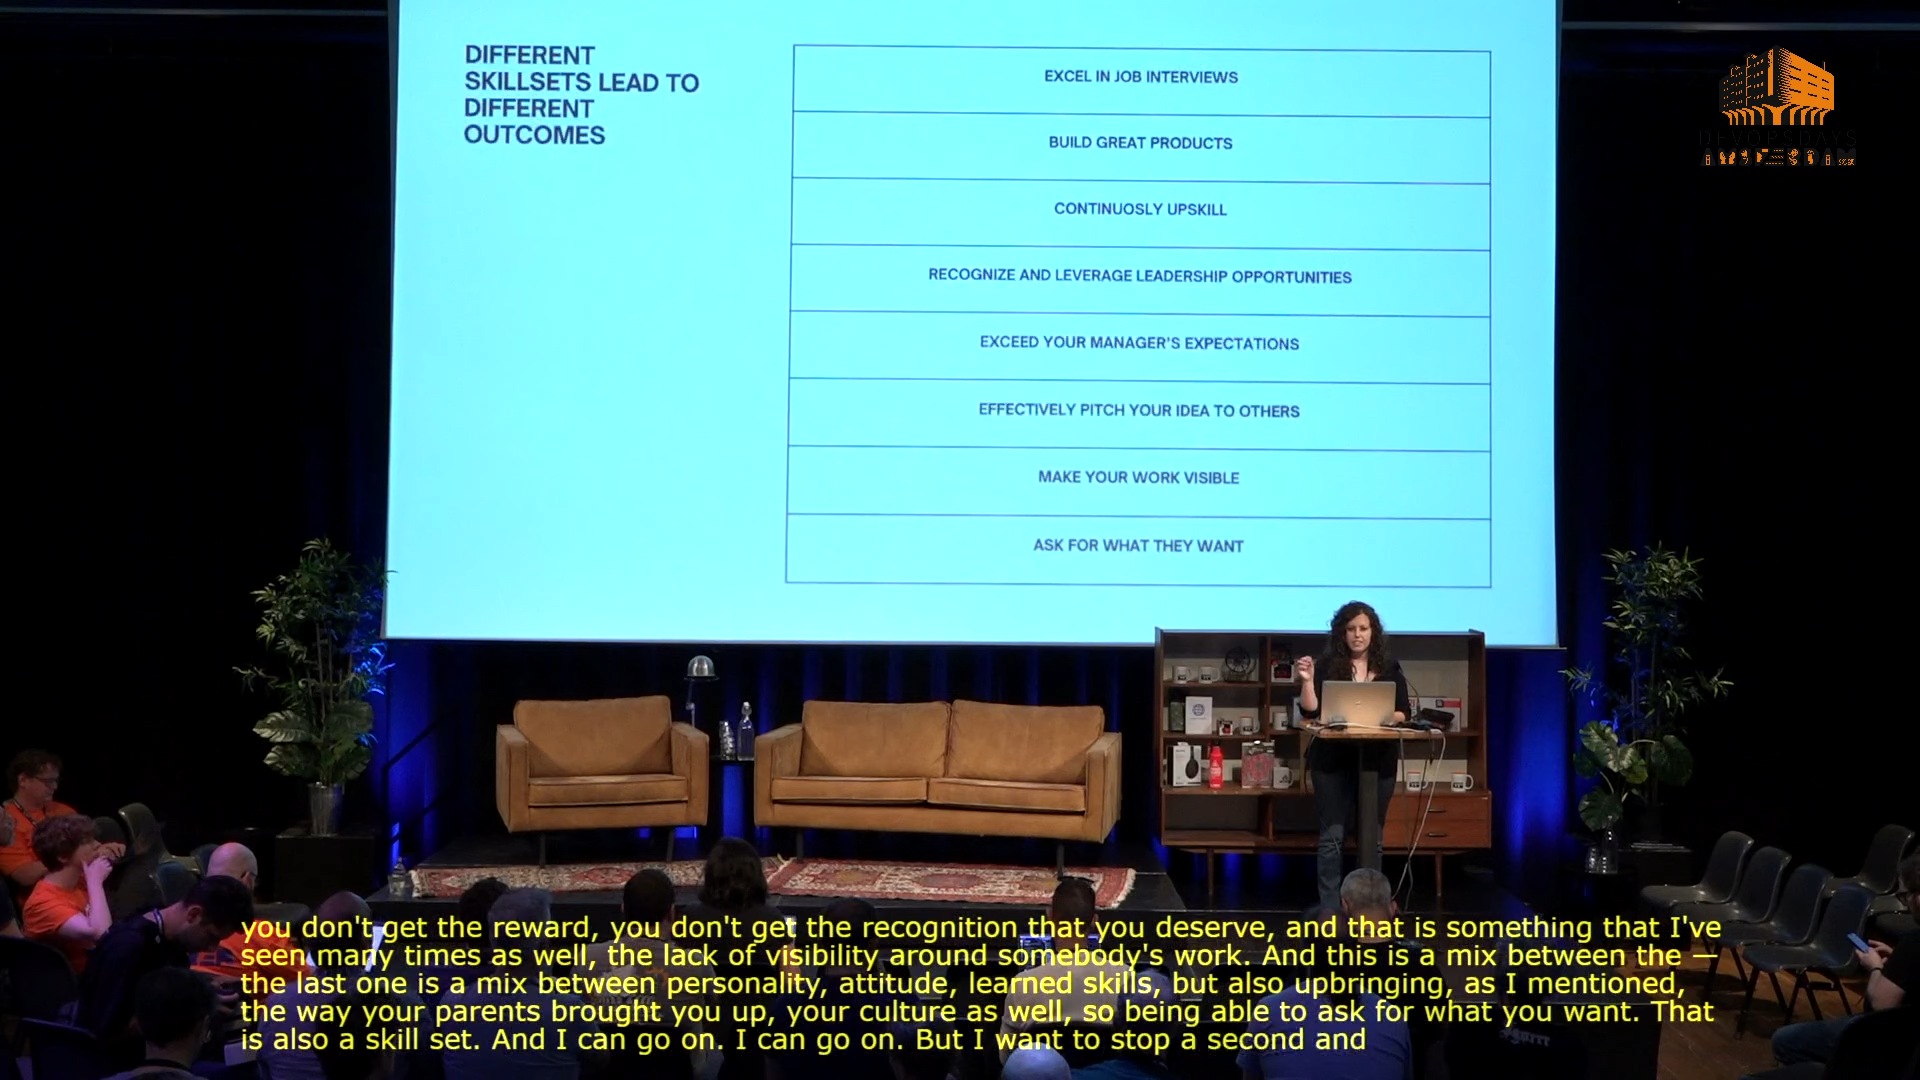 DIFFERENT
SKILLSETS LEAD TO
DIFFERENT
OUTCOMES
EXCEL IN JOB INTERVIEWS
BUILD GREAT PRODUCTS
CONTINUOSLY UPSKILL
RECOGNIZE AND LEVERAGE LEADERSHIP OPPORTUNITIES
EXCEED YOUR MANAGER'S EXPECTATIONS
EFFECTIVELY PITCH YOUR IDEA TO OTHERS
MAKE YOUR WORK VISIBLE
ASK FOR WHAT THEY WANT
DEVOPSDAYS
AMSTERDAM
you don't get the reward, you don't get the recognition that you deserve, and that is something that I've
seen many times as well, the lack of visibility around somebody's work. And this is a mix between the —
the last one is a mix between personality, attitude, learned skills, but also upbringing, as I mentioned,
the way your parents brought you up, your culture as well, so being able to ask for what you want. That
is also a skill set. And I can go on. I can go on. But I want to stop a second and